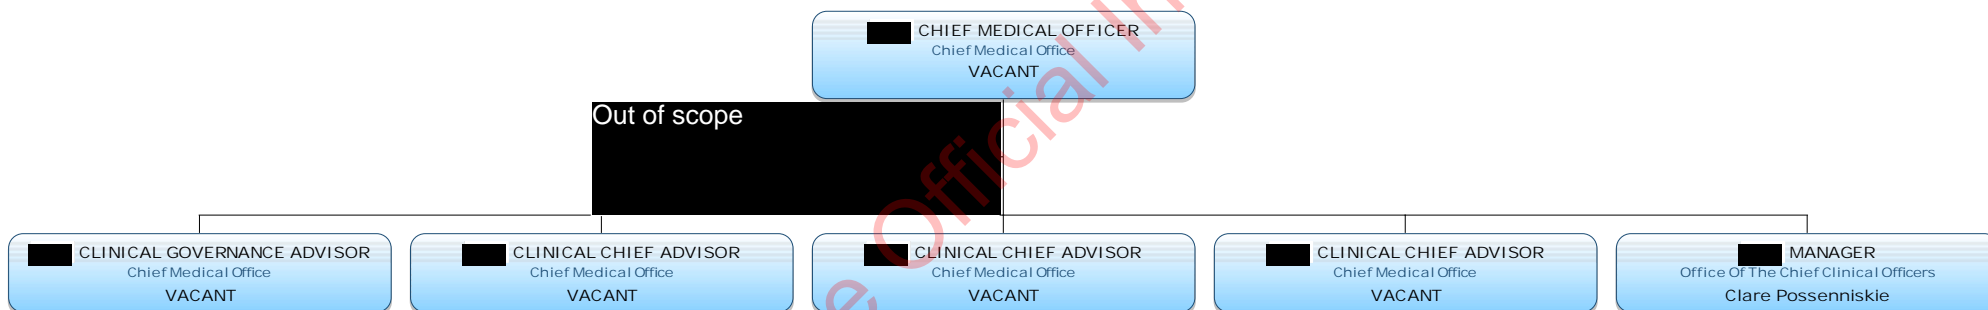 CHIEF MEDICAL OFFICER
Chief Medical Office
VACANT
Out of scope
CLINICAL GOVERNANCE ADVISOR
Chief Medical Office
VACANT
CLINICAL CHIEF ADVISOR
Chief Medical Office
VACANT
CLINICAL CHIEF ADVISOR
Chief Medical Office
VACANT
CLINICAL CHIEF ADVISOR
Chief Medical Office
VACANT
MANAGER
Office Of The Chief Clinical Officers
Clare Possenniskie
e Official In